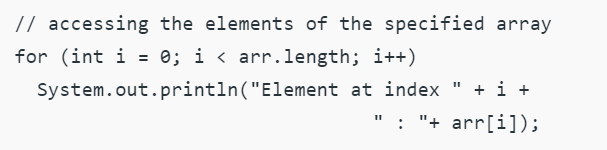 // accessing the elements of the specified array
for (int i = 0; i < arr.length; i++)
  System.out.println("Element at index " + i +
                              " : "+ arr[i]);